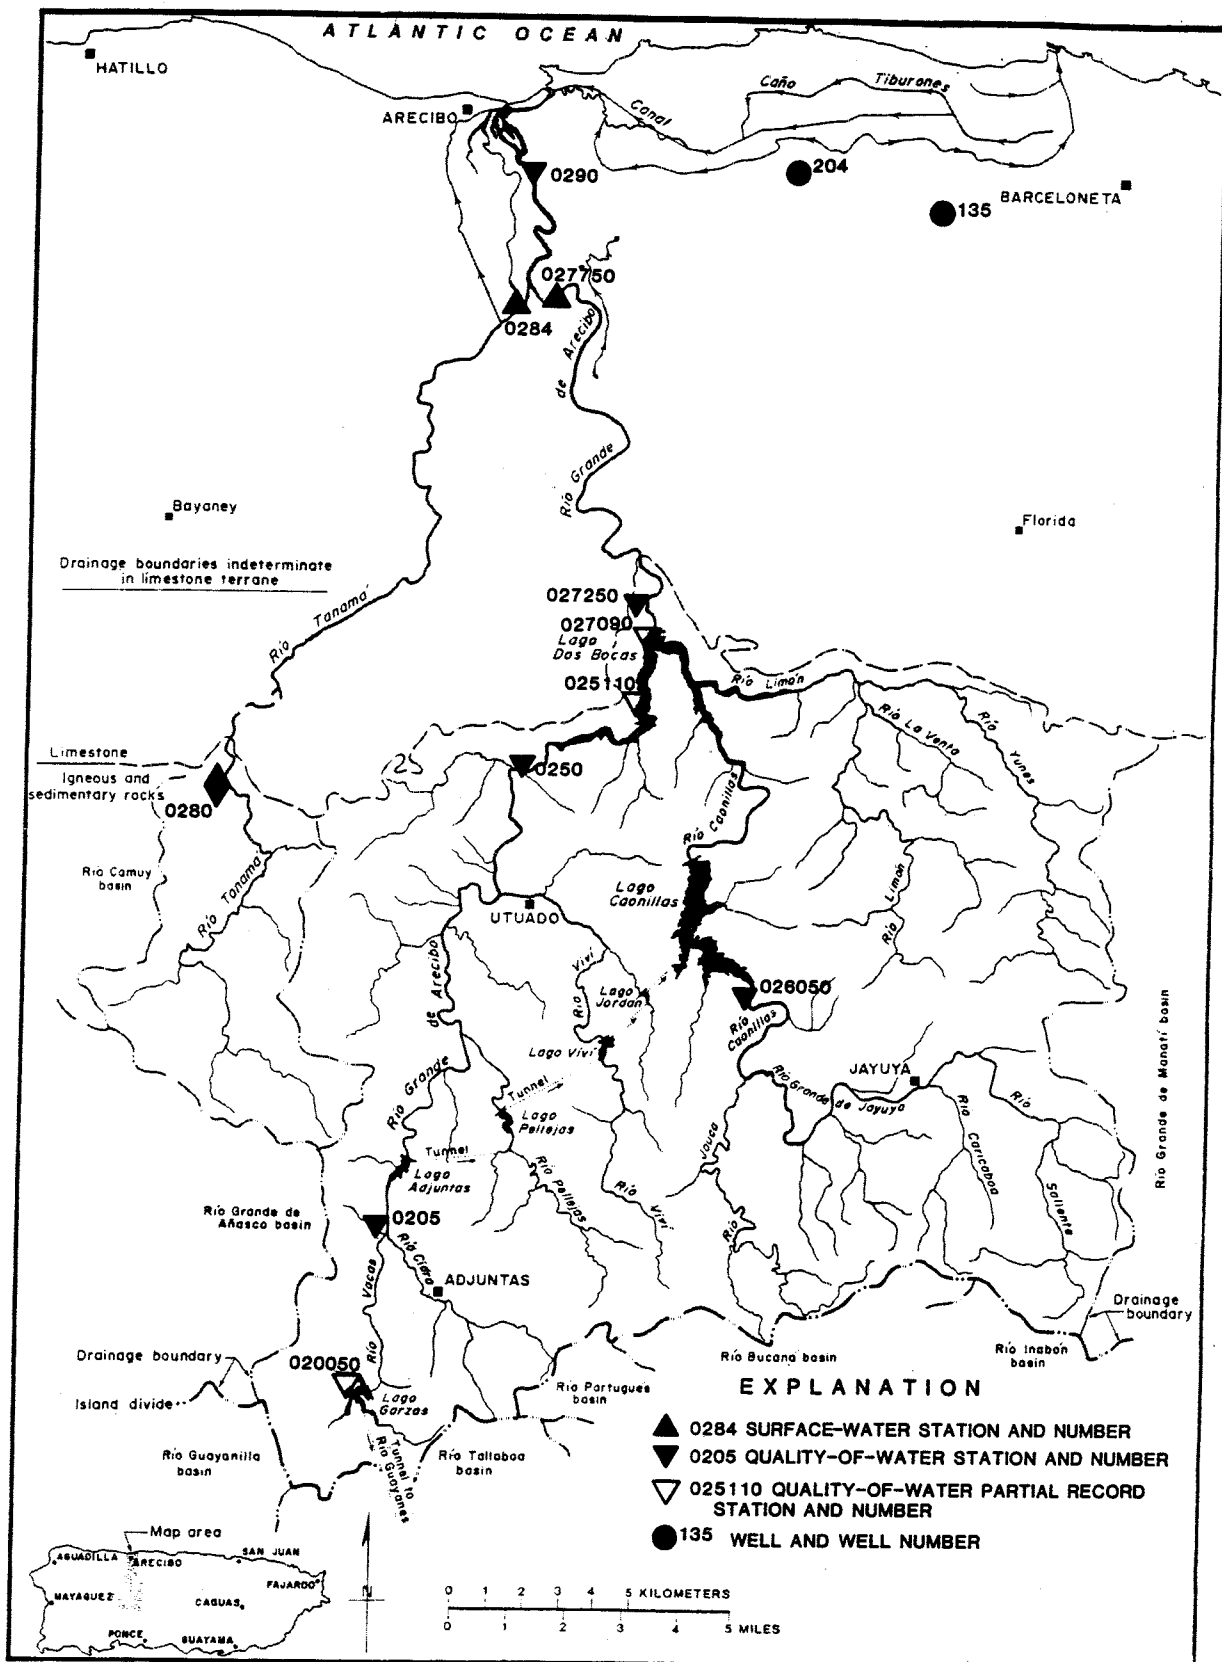 ATLANTIC OCEAN
HATILLO
ARECIBO
Canal
Caño Tiburones
0290
204
BARCELONETA
135
027750
0284
Río Grande de Arecibo
Bayaney
Florida
Drainage boundaries indeterminate
in limestone terrane
Río Tanamá
027250
027090
Lago
Dos Bocas
025110
Río Limón
Río La Venta
Río Yunes
Limestone
Igneous and
sedimentary rocks
25
0250
0280
Río Caonillas
Río Camuy
basin
Río Tanamá
Lago
Caonillas
Río Limón
UTUADO
Río Grande de Arecibo
Río Viví
Lago
Jordan
026050
Río
Caonillas
Lago Viví
JAYUYA
Río Grande de Jayuya
Tunnel
Lago
Pellejas
Río Caricaboa
Río Saliente
Río Grande de Manatí basin
Tunnel
Lago
Adjuntas
Río Pellejas
Río Viví
Río Jauca
Río Grande de
Añasco basin
0205
Río Cidra
Río Vacas
ADJUNTAS
Drainage
boundary
Drainage boundary
020050
Río Bucana basin
Río Inabón
basin
Island divide
Lago
Garzas
Río Portugues
basin
Río Guayanilla
basin
Tunnel to
Río Guayanes
Río Tallaboa
basin
EXPLANATION
0284 SURFACE-WATER STATION AND NUMBER
0205 QUALITY-OF-WATER STATION AND NUMBER
025110 QUALITY-OF-WATER PARTIAL RECORD
STATION AND NUMBER
135 WELL AND WELL NUMBER
Map area
AGUADILLA
ARECIBO
SAN JUAN
FAJARDO
MAYAGUEZ
CAGUAS
PONCE
GUAYAMA
N
0 1 2 3 4 5 KILOMETERS
0 1 2 3 4 5 MILES